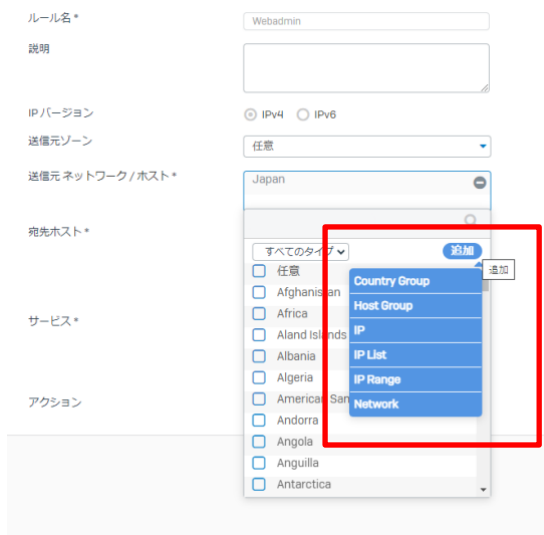 ルール名 *
Webadmin
説明
IP バージョン
IPv4
IPv6
送信元ゾーン
任意
送信元 ネットワーク / ホスト *
Japan
宛先ホスト *
すべてのタイプ
追加
追加
任意
Country Group
Afghanistan
Host Group
Africa
IP
Aland Islands
サービス *
IP List
Albania
IP Range
Algeria
Network
American Sam
アクション
Andorra
Angola
Anguilla
Antarctica